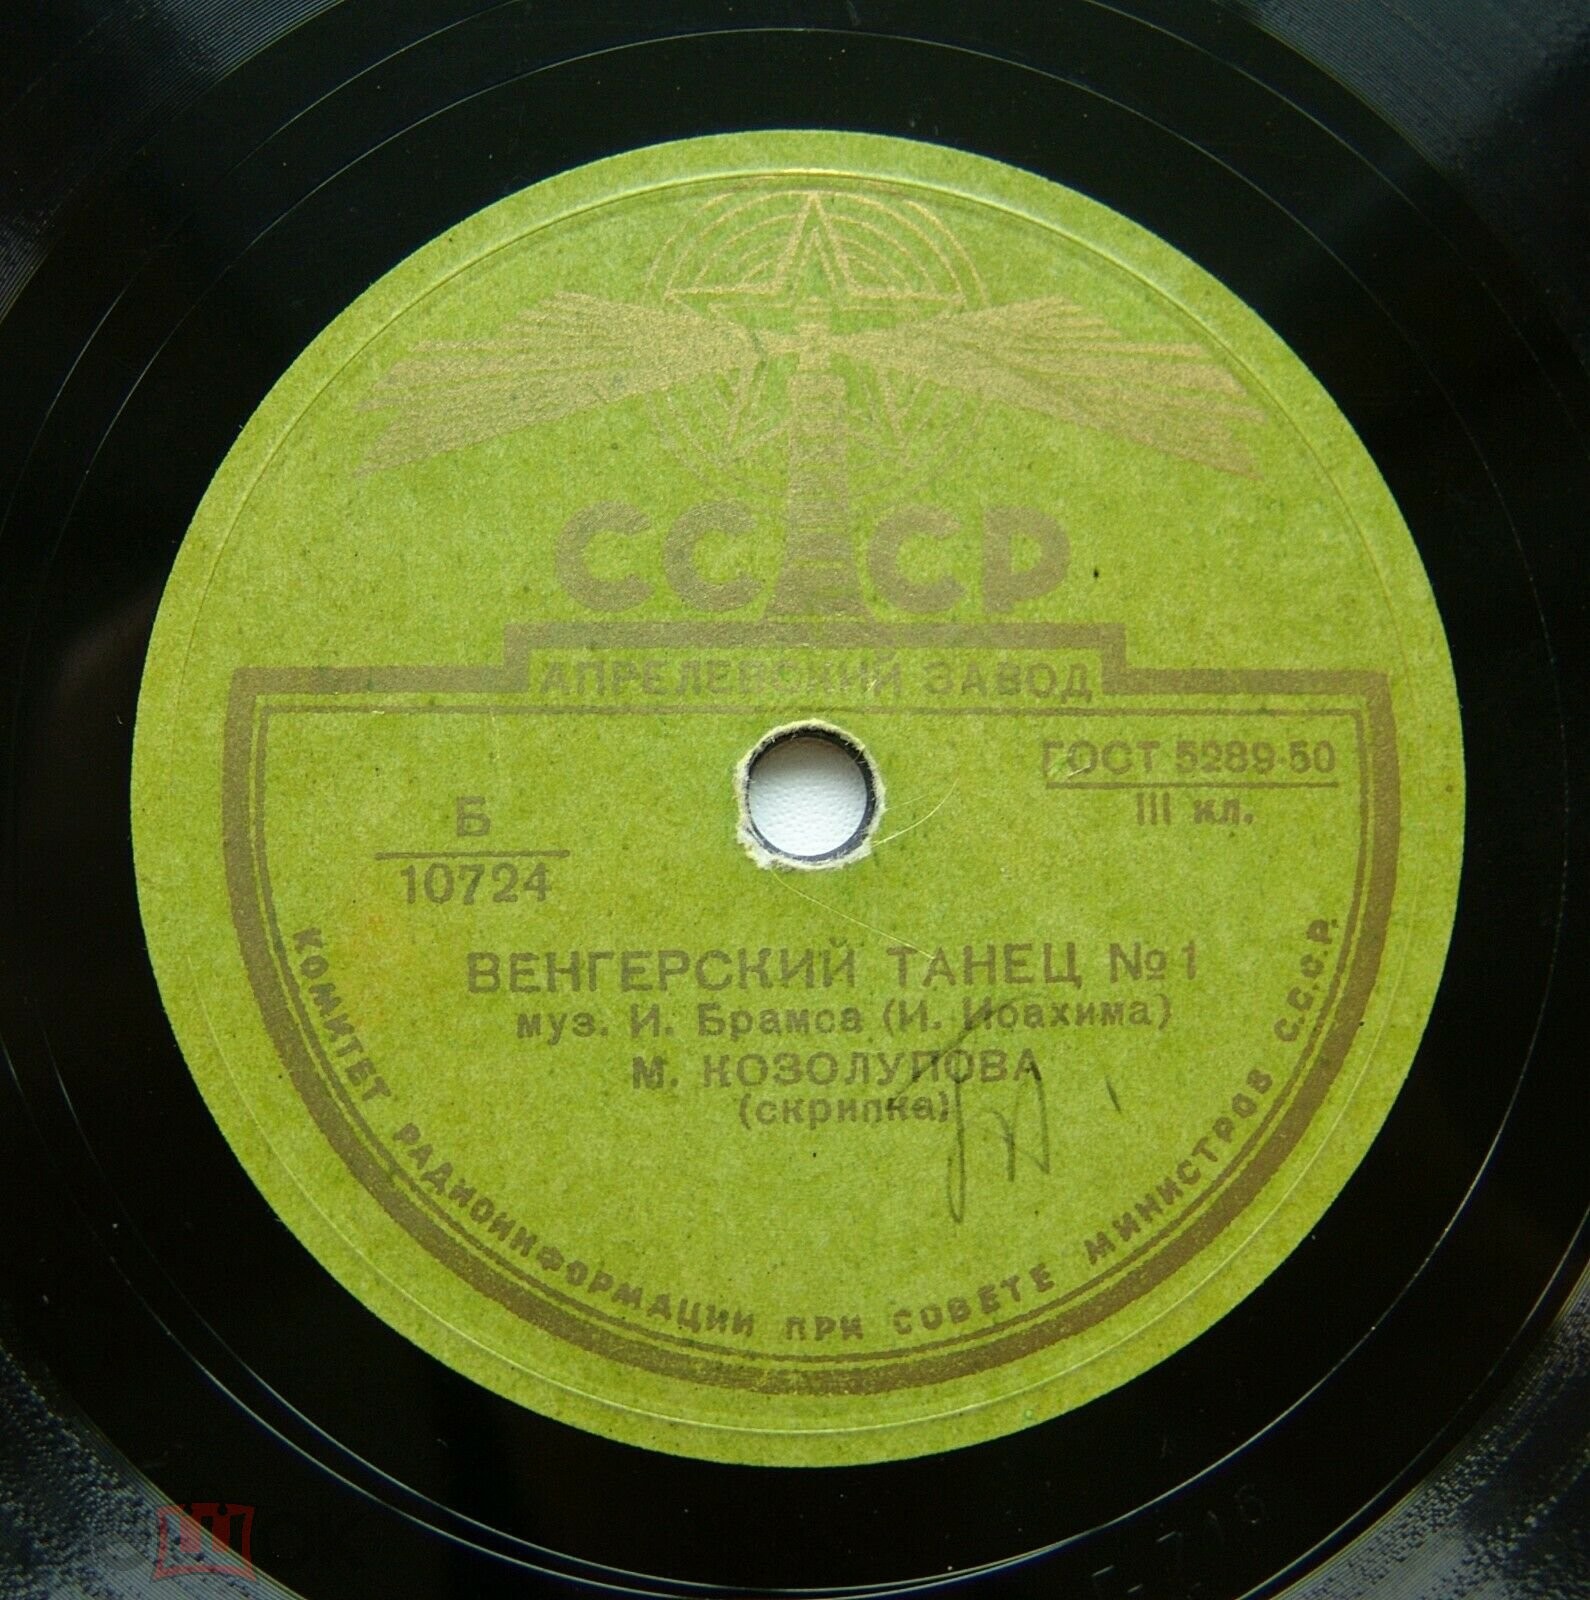 СССР
АПРЕЛЕВСКИЙ ЗАВОД
ГОСТ 5289-50
III кл.
Б
10724
ВЕНГЕРСКИЙ ТАНЕЦ №1
муз. И. Брамса (И. Иоахима)
М. КОЗОЛУПОВА
(скрипка)
КОМИТЕТ РАДИОИНФОРМАЦИИ ПРИ СОВЕТЕ МИНИСТРОВ С.С.С.Р.